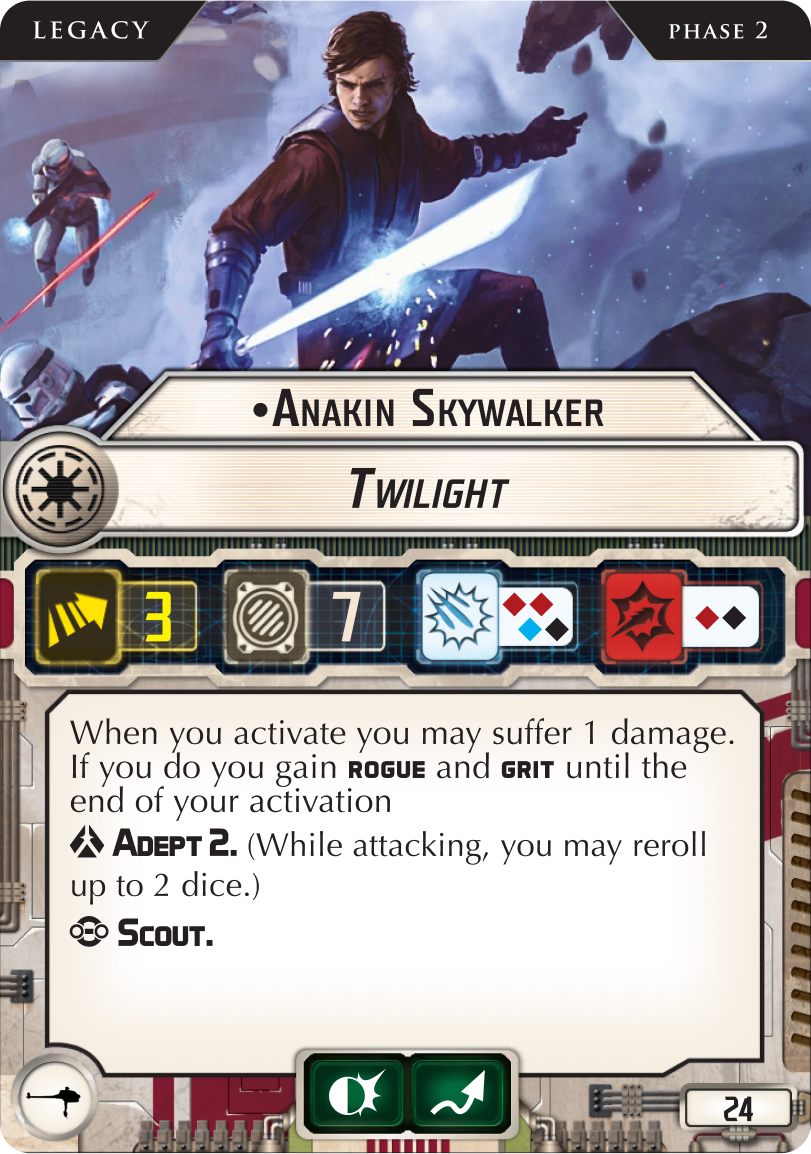 LEGACY
PHASE 2
•Anakin Skywalker
Twilight
3
7
When you activate you may suffer 1 damage.
If you do you gain ROGUE and GRIT until the
end of your activation
Adept 2. (While attacking, you may reroll
up to 2 dice.)
Scout.
24